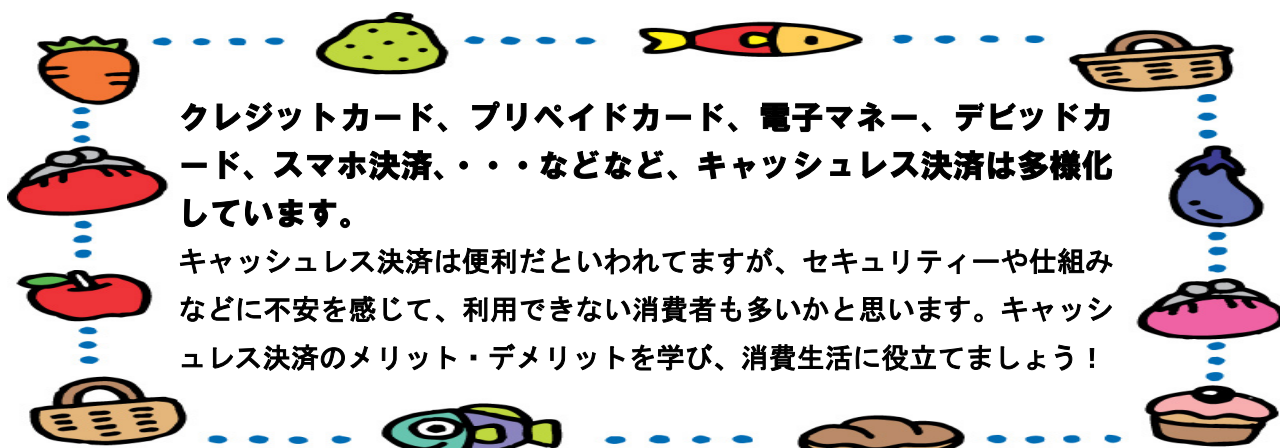 クレジットカード、プリペイドカード、電子マネー、デビッドカ
ード、スマホ決済、・・・などなど、キャッシュレス決済は多様化
しています。
キャッシュレス決済は便利だといわれてますが、セキュリティーや仕組み
などに不安を感じて、利用できない消費者も多いかと思います。キャッシ
ュレス決済のメリット・デメリットを学び、消費生活に役立てましょう！